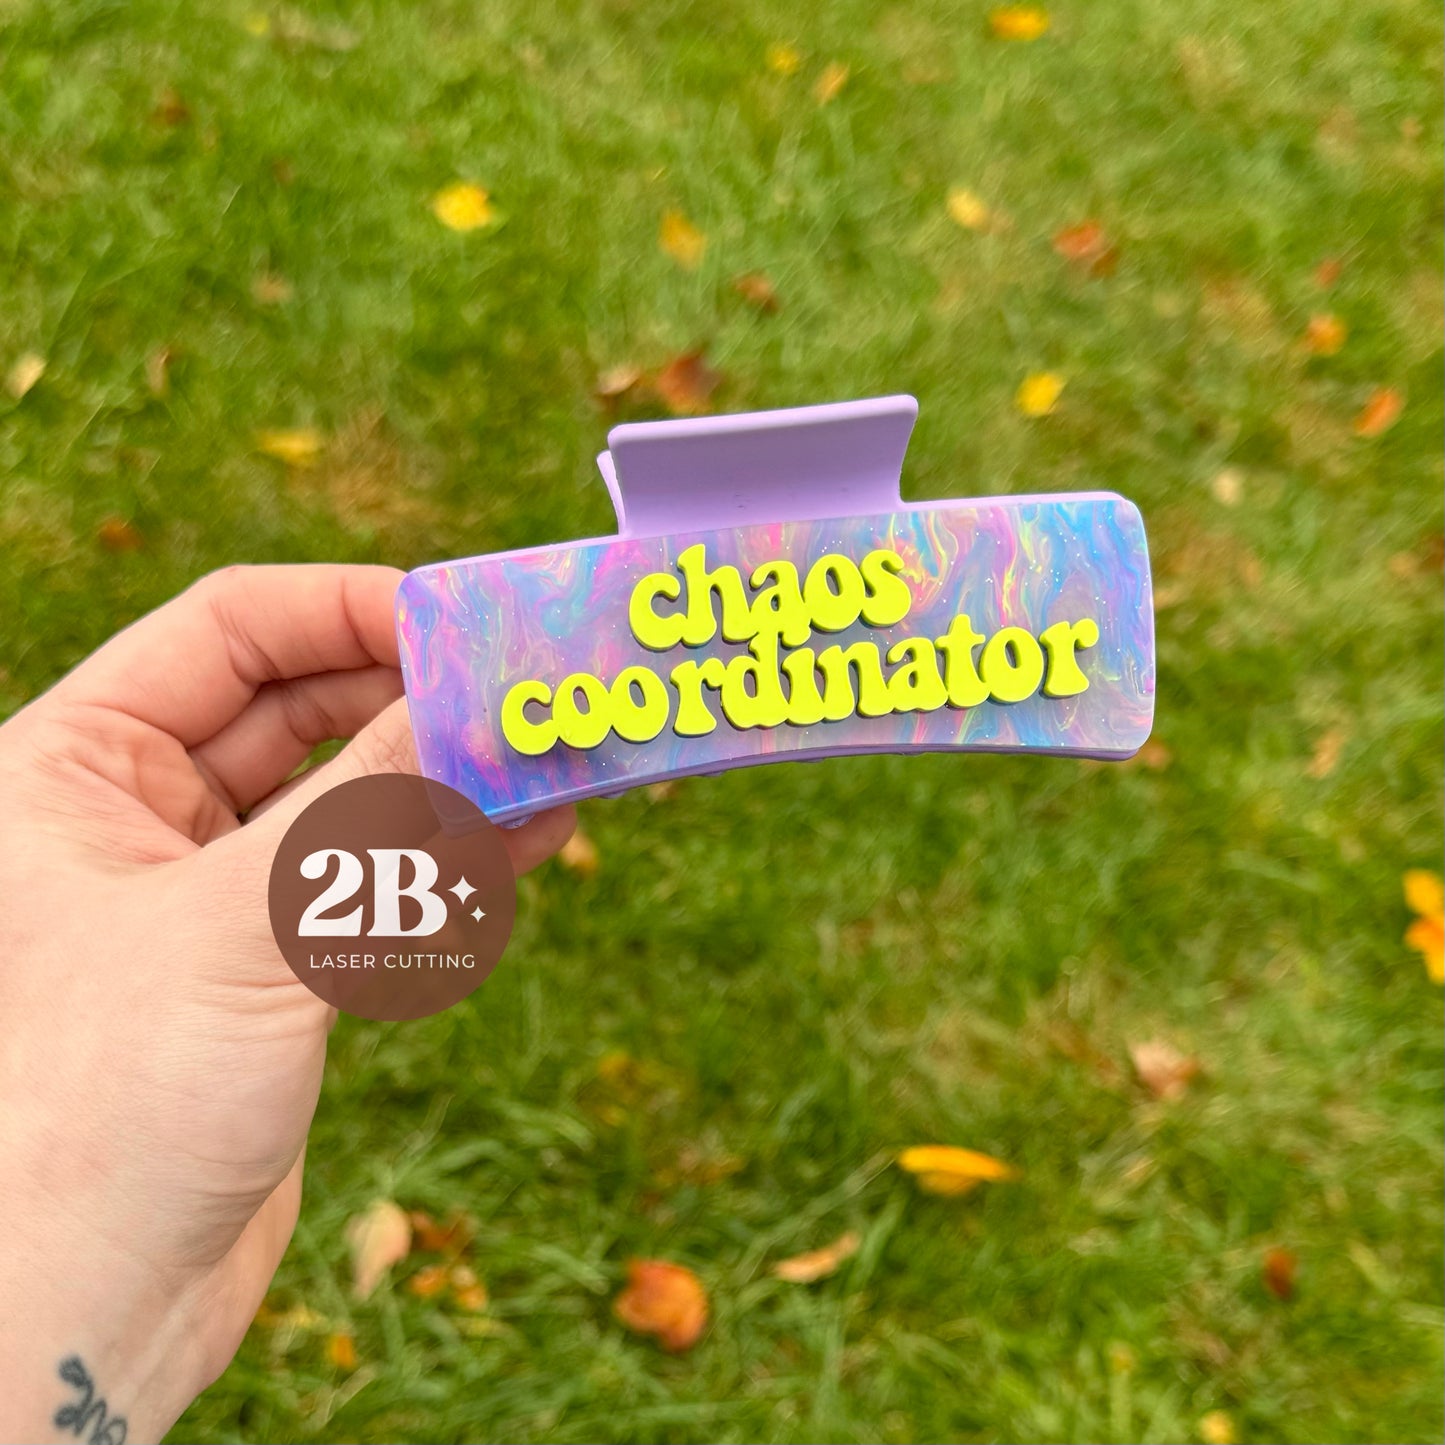 chaos
coordinator
2B
LASER CUTTING